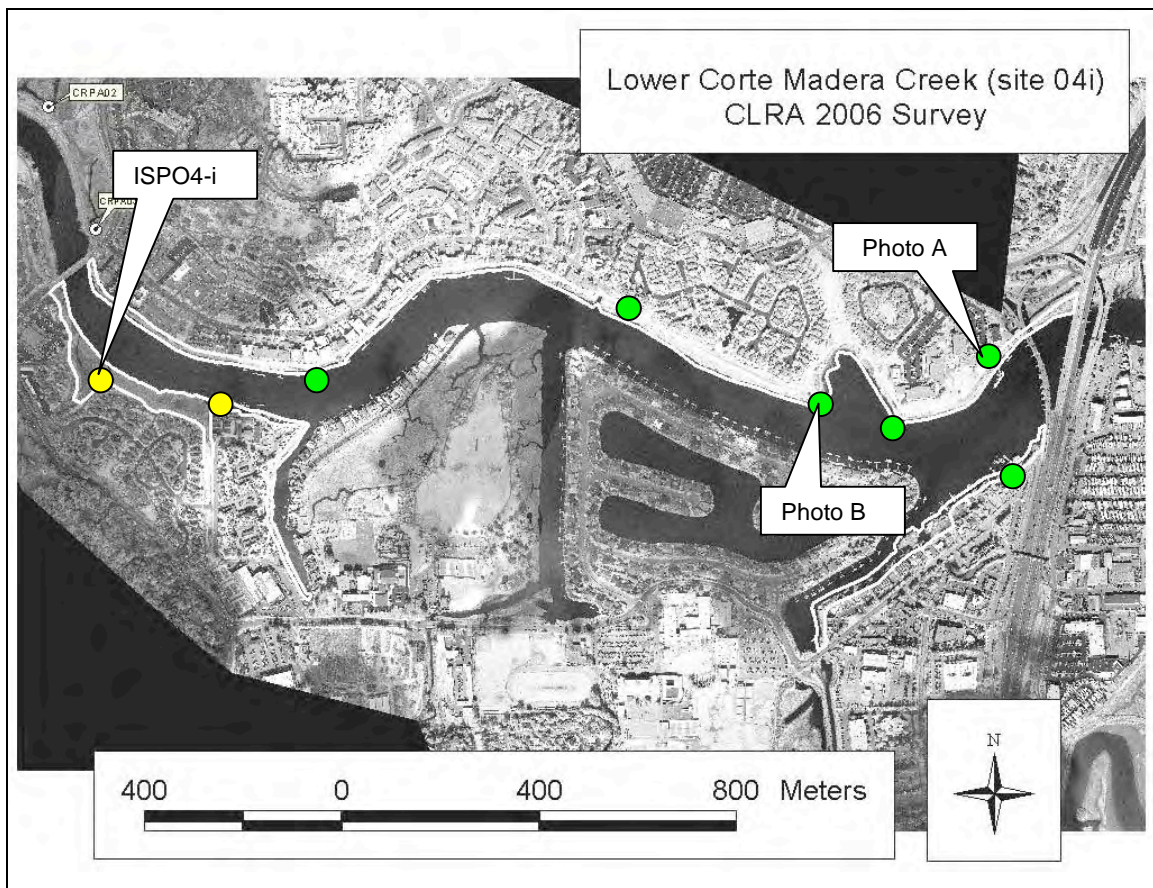 Lower Corte Madera Creek (site 04i)
CLRA 2006 Survey
CRPA02
ISPO4-i
Photo A
Photo B
N
400 0 400 800 Meters